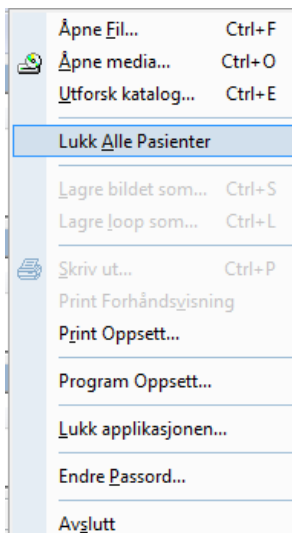 Åpne Fil... Ctrl+F
Åpne media... Ctrl+O
Utforsk katalog... Ctrl+E
Lukk Alle Pasienter
Lagre bildet som... Ctrl+S
Lagre loop som... Ctrl+L
Skriv ut... Ctrl+P
Print Forhåndsvisning
Print Oppsett...
Program Oppsett...
Lukk applikasjonen...
Endre Passord...
Avslutt